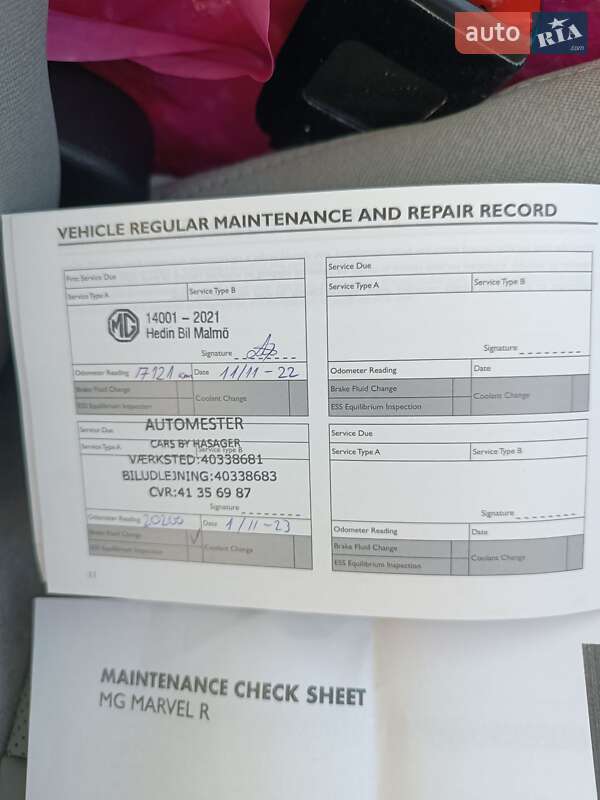 auto RIA .com
VEHICLE REGULAR MAINTENANCE AND REPAIR RECORD
First Service Due
Service Type A
Service Type B
MG
14001 – 2021
Hedin Bil Malmö
Signature
Odometer Reading 17121 km
Date 11/11 - 22
Brake Fluid Change
ESS Equilibrium Inspection
Coolant Change
Service Due
Service Type A
Service Type B
Signature
Odometer Reading
Date
Brake Fluid Change
ESS Equilibrium Inspection
Coolant Change
Service Due
Service Type A
Service Type B
AUTOMESTER
CARS BY HASAGER
VÆRKSTED:40338681
BILUDLEJNING:40338683
CVR:41 35 69 87
Signature
Odometer Reading
Date 1/11 - 23
Brake Fluid Change
ESS Equilibrium Inspection
Coolant Change
Service Due
Service Type A
Service Type B
Signature
Odometer Reading
Date
Brake Fluid Change
ESS Equilibrium Inspection
Coolant Change
MAINTENANCE CHECK SHEET
MG MARVEL R